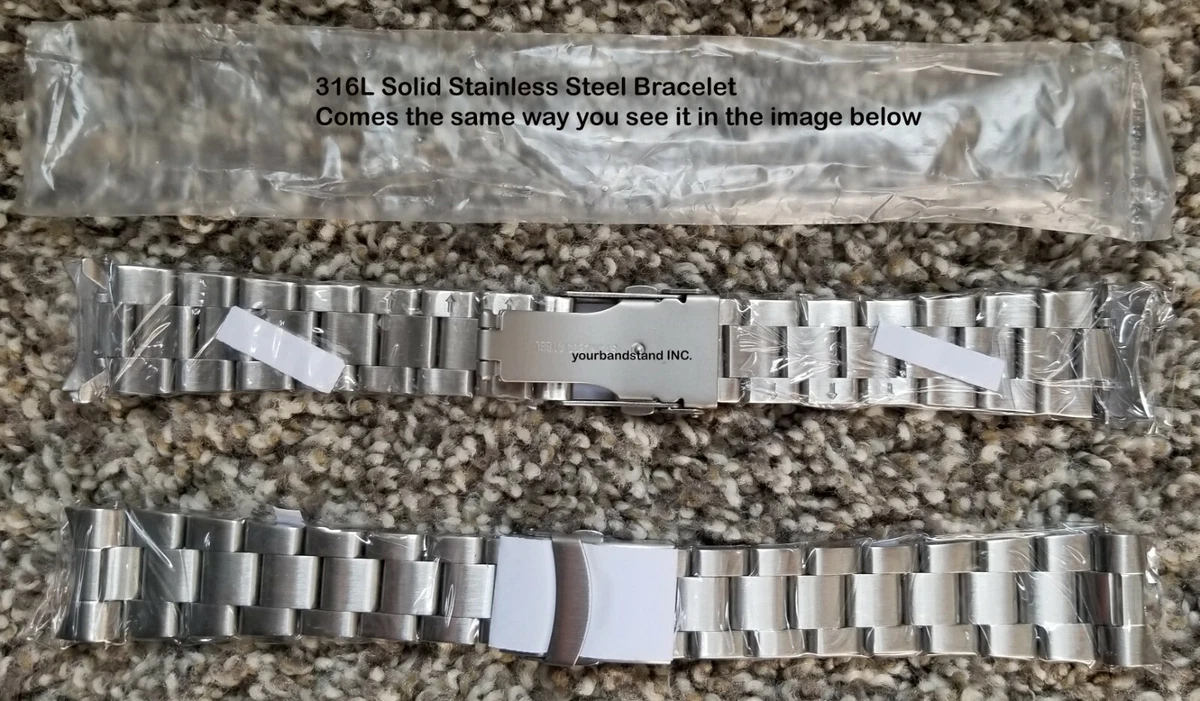 316L Solid Stainless Steel Bracelet
Comes the same way you see it in the image below
yourbandstand INC.